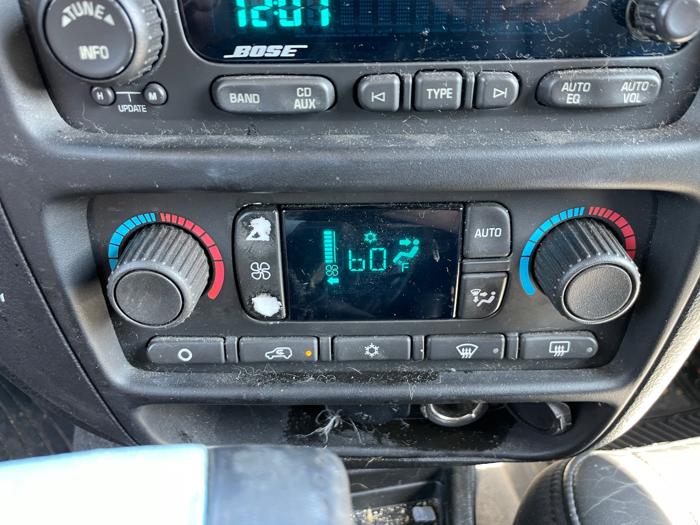 12:01
TUNE
INFO
BOSE
H M
UPDATE
BAND
CD
AUX
TYPE
AUTO
EQ
AUTO
VOL
AUTO
60
F